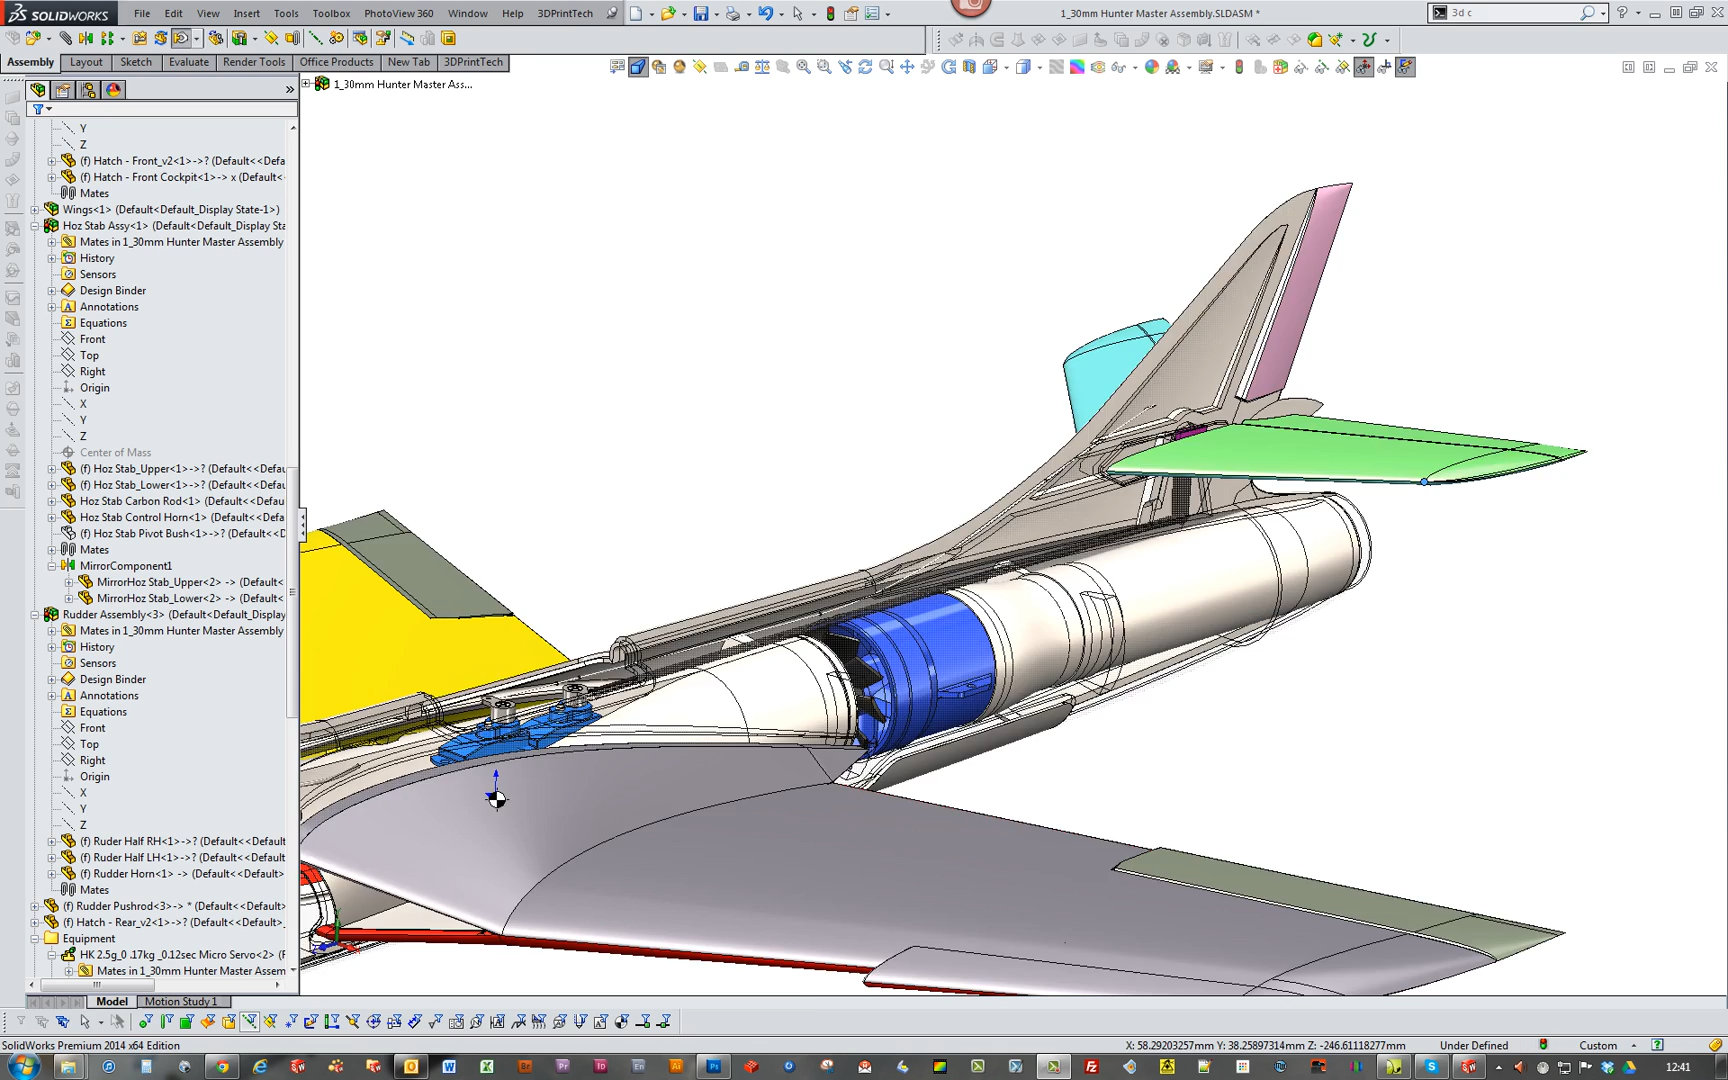 SOLIDWORKS File Edit View Insert Tools Toolbox PhotoView 360 Window Help 3DPrintTech 1_30mm Hunter Master Assembly.SLDASM * 3d c
Assembly Layout Sketch Evaluate Render Tools Office Products New Tab 3DPrintTech
1_30mm Hunter Master Ass...
Y
Z
(f) Hatch - Front_v2<1>->? (Default<<Defa
(f) Hatch - Front Cockpit<1>-> x (Default<
Mates
Wings<1> (Default<Default_Display State-1>)
Hoz Stab Assy<1> (Default<Default_Display Sta
Mates in 1_30mm Hunter Master Assembly
History
Sensors
Design Binder
Annotations
Equations
Front
Top
Right
Origin
X
Y
Z
Center of Mass
(f) Hoz Stab_Upper<1>->? (Default<<Defau
(f) Hoz Stab_Lower<1>->? (Default<<Defau
Hoz Stab Carbon Rod<1> (Default<<Defau
Hoz Stab Control Horn<1> (Default<<Defau
(f) Hoz Stab Pivot Bush<1>->? (Default<<D
Mates
MirrorComponent1
MirrorHoz Stab_Upper<2> -> (Default<
MirrorHoz Stab_Lower<2> -> (Default<
Rudder Assembly<3> (Default<Default_Display
Mates in 1_30mm Hunter Master Assembly
History
Sensors
Design Binder
Annotations
Equations
Front
Top
Right
Origin
X
Y
Z
(f) Ruder Half RH<1>->? (Default<<Default
(f) Ruder Half LH<1>->? (Default<<Default
(f) Rudder Horn<1> -> (Default<<Default_
Mates
(f) Rudder Pushrod<3>-> * (Default<<Default>
(f) Hatch - Rear_v2<1>->? (Default<<Default>_
Equipment
HK 2.5g_0 .17kg _0.12sec Micro Servo<2> (F
Mates in 1_30mm Hunter Master Assem
Model Motion Study 1
SolidWorks Premium 2014 x64 Edition X: 58.29203257mm Y: 38.25897314mm Z: -246.61118277mm Under Defined Custom
12:41